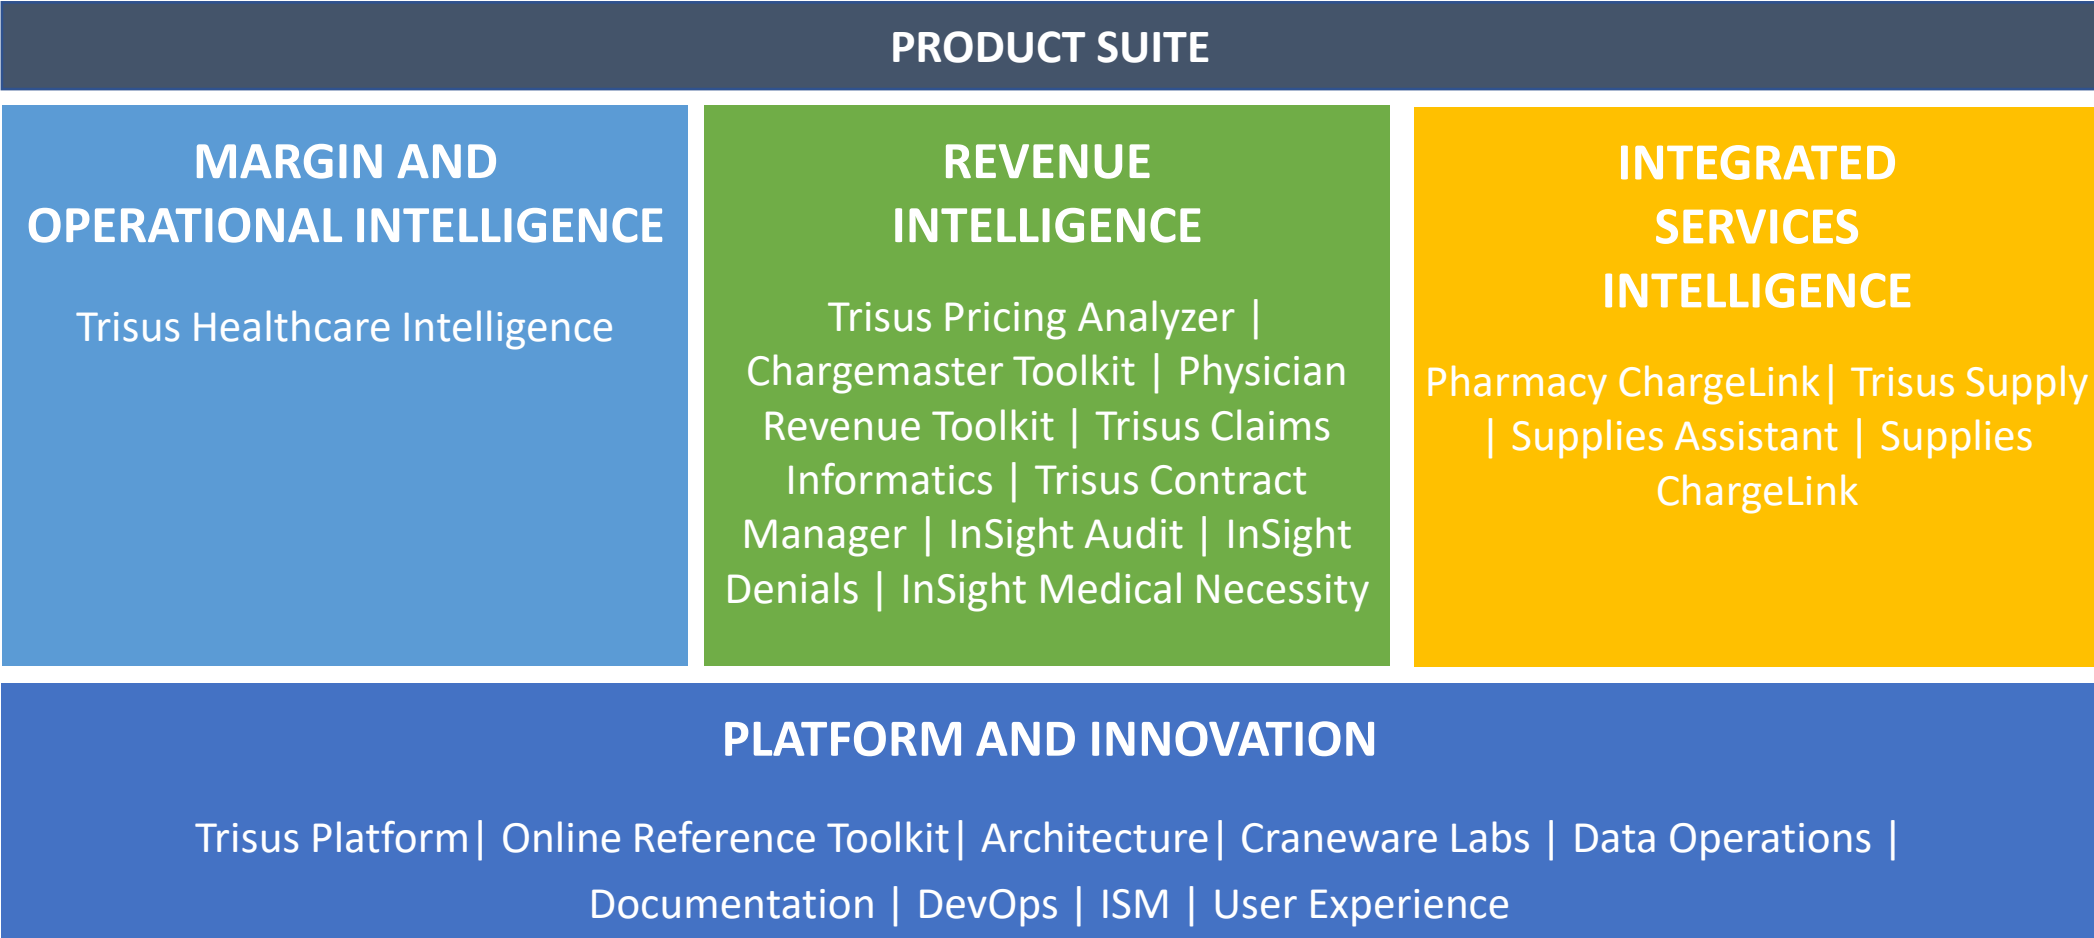 PRODUCT SUITE
MARGIN AND
OPERATIONAL INTELLIGENCE
Trisus Healthcare Intelligence
REVENUE
INTELLIGENCE
Trisus Pricing Analyzer |
Chargemaster Toolkit | Physician
Revenue Toolkit | Trisus Claims
Informatics | Trisus Contract
Manager | InSight Audit | InSight
Denials | InSight Medical Necessity
INTEGRATED
SERVICES
INTELLIGENCE
Pharmacy ChargeLink| Trisus Supply
| Supplies Assistant | Supplies
ChargeLink
PLATFORM AND INNOVATION
Trisus Platform| Online Reference Toolkit| Architecture| Craneware Labs | Data Operations |
Documentation | DevOps | ISM | User Experience